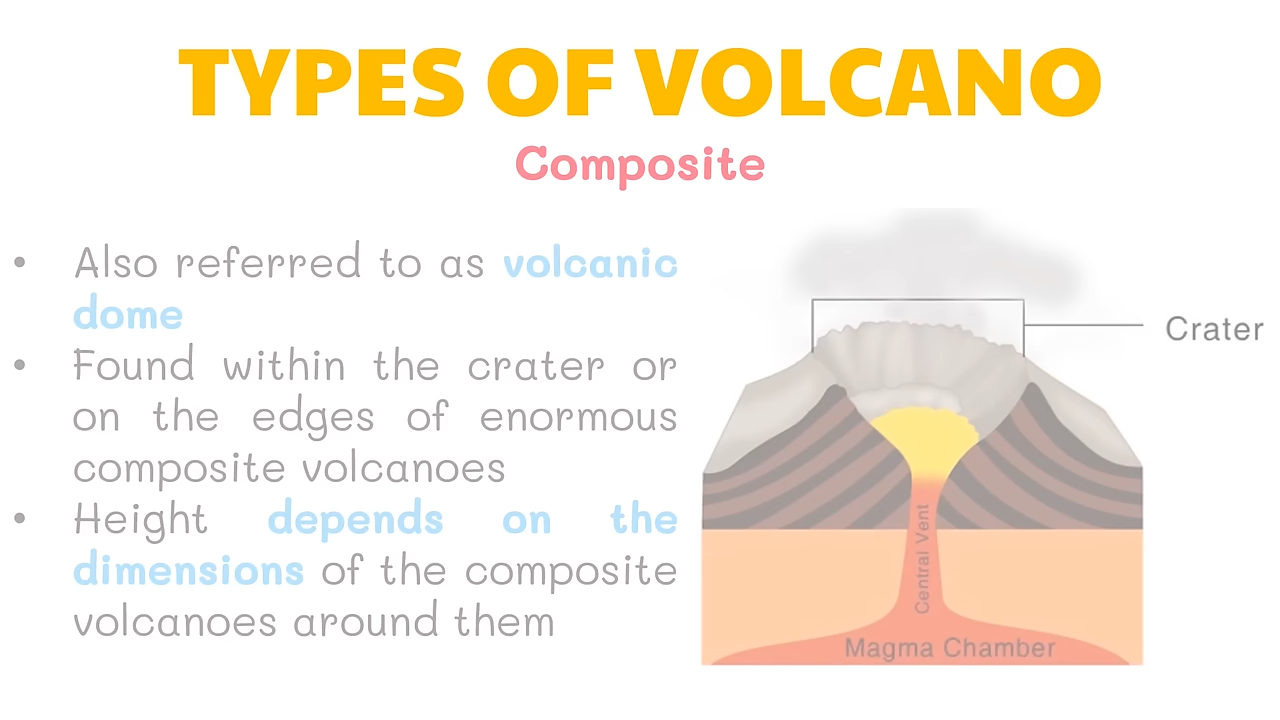 TYPES OF VOLCANO
Composite
• Also referred to as volcanic
dome
• Found within the crater or
on the edges of enormous
composite volcanoes
• Height depends on the
dimensions of the composite
volcanoes around them
Crater
Central Vent
Magma Chamber